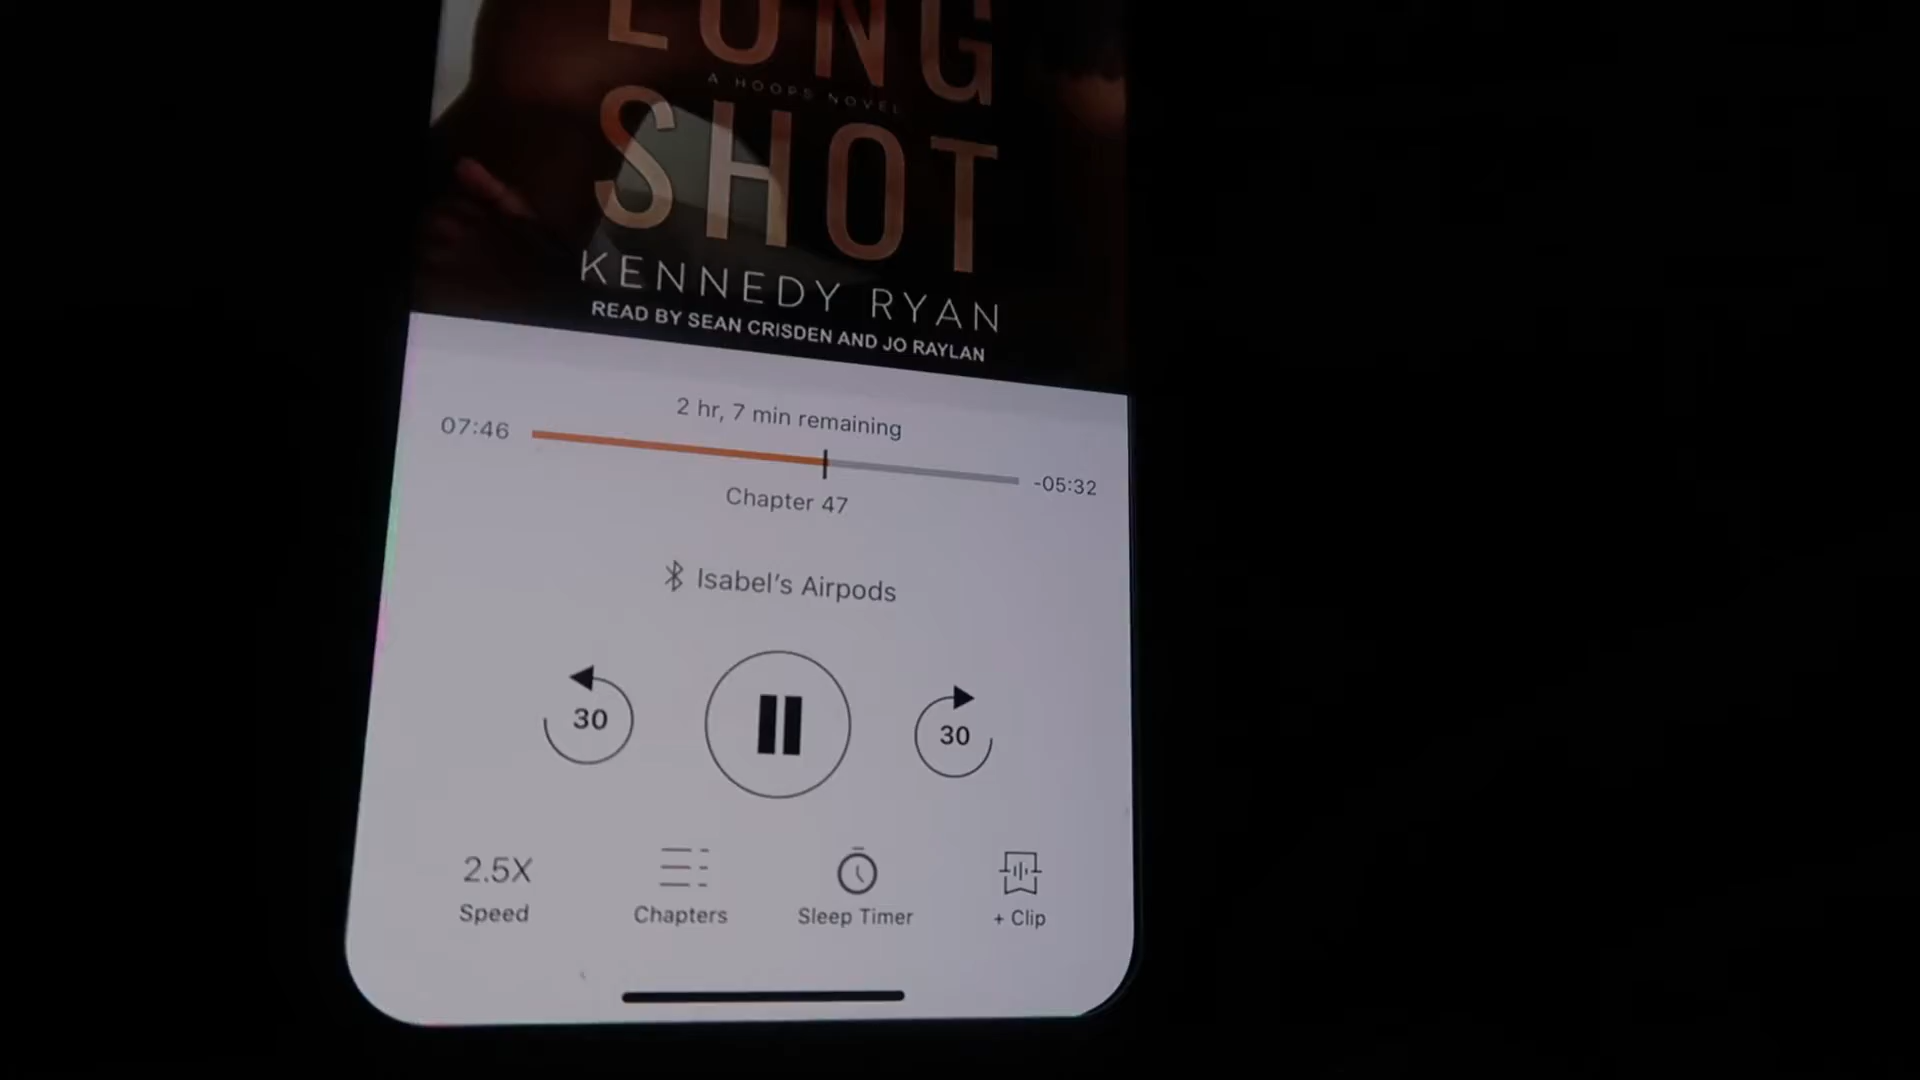 LONG
A HOOPS NOVEL
SHOT
KENNEDY RYAN
READ BY SEAN CRISDEN AND JO RAYLAN
2 hr, 7 min remaining
07:46
-05:32
Chapter 47
Isabel's Airpods
30
30
2.5X
Speed
Chapters
Sleep Timer
+ Clip